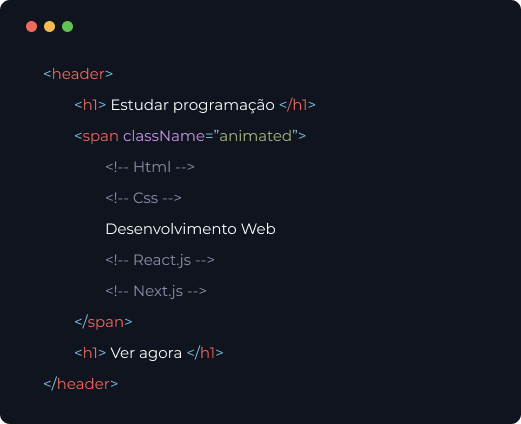 <header>
<h1> Estudar programação </h1>
<span className=”animated”>
<!-- Html -->
<!-- Css -->
Desenvolvimento Web
<!-- React.js -->
<!-- Next.js -->
</span>
<h1> Ver agora </h1>
</header>